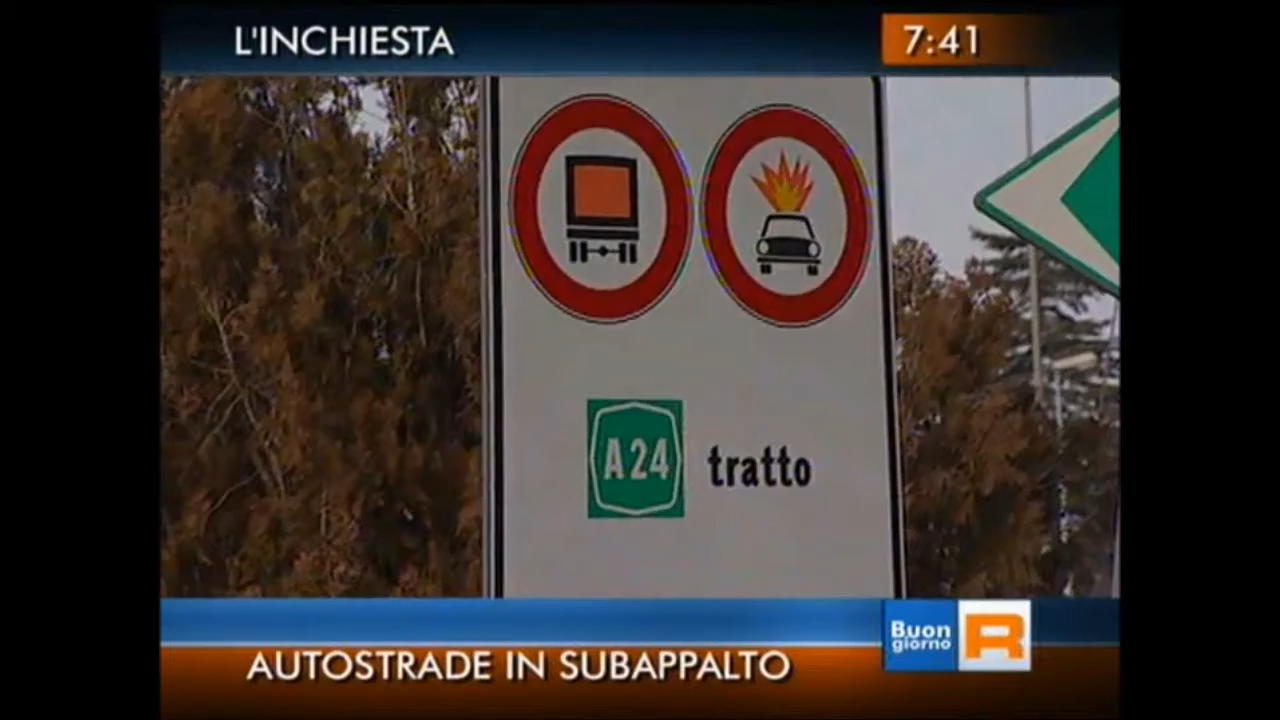 L'INCHIESTA
7:41
A24 tratto
Buon
giorno R
AUTOSTRADE IN SUBAPPALTO